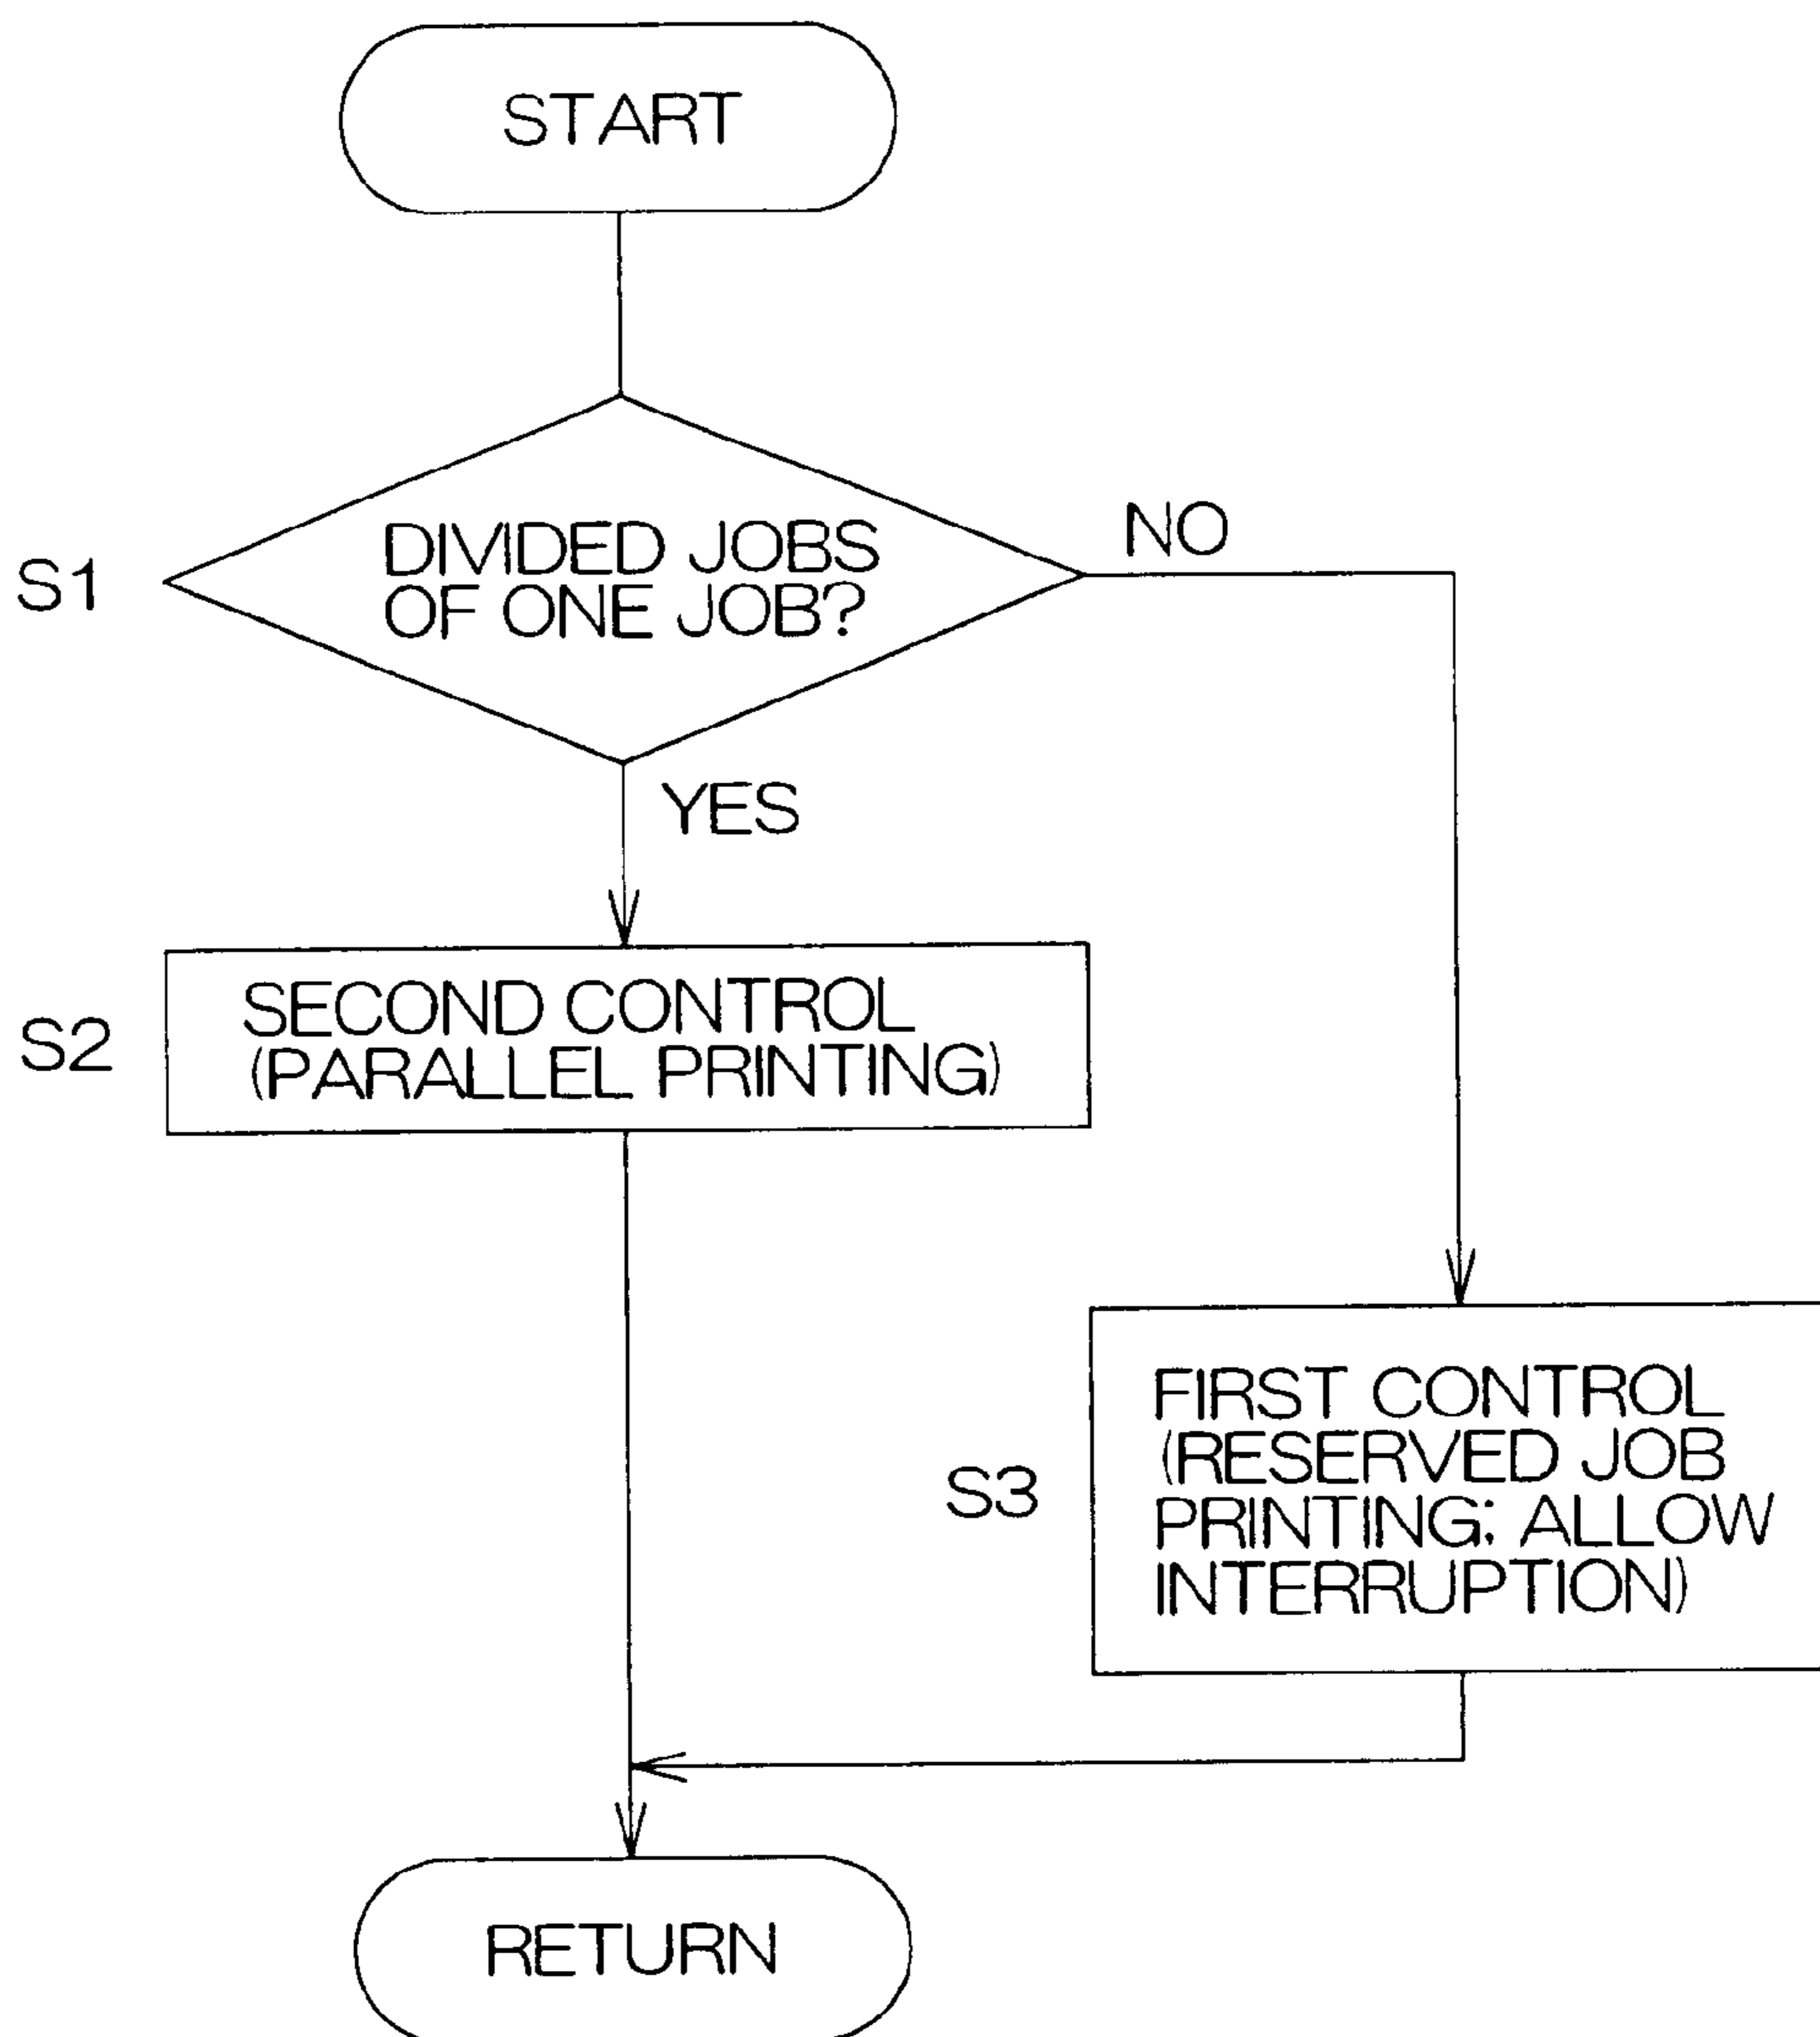 START
S1
DIVIDED JOBS
OF ONE JOB?
NO
YES
S2
SECOND CONTROL
(PARALLEL PRINTING)
S3
FIRST CONTROL
(RESERVED JOB
PRINTING; ALLOW
INTERRUPTION)
RETURN